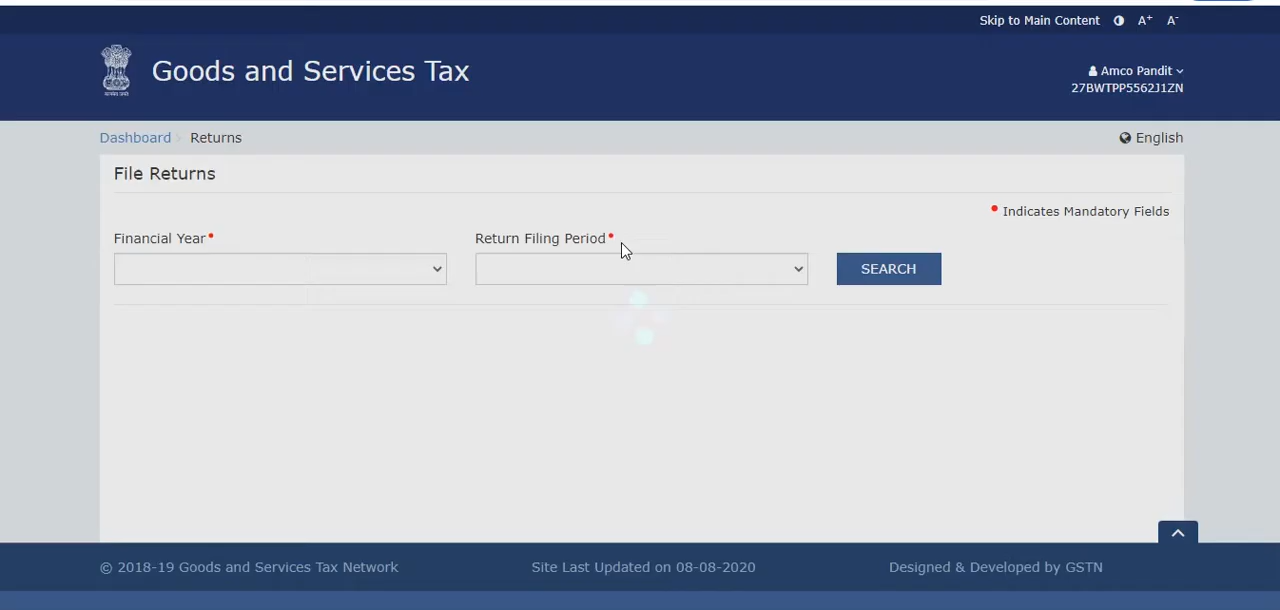 Skip to Main Content A+ A-
Goods and Services Tax
Amco Pandit
27BWTPP5562J1ZN
Dashboard Returns
English
File Returns
• Indicates Mandatory Fields
Financial Year •
Return Filing Period •
SEARCH
© 2018-19 Goods and Services Tax Network
Site Last Updated on 08-08-2020
Designed & Developed by GSTN